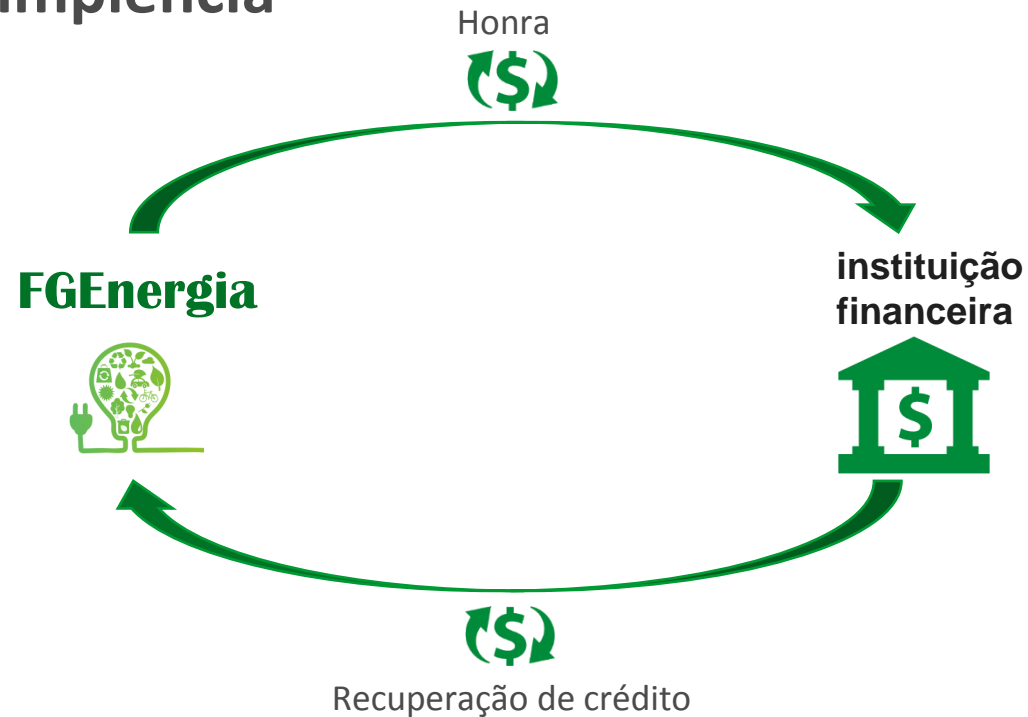 Honra
FGEnergia
instituição
financeira
Recuperação de crédito